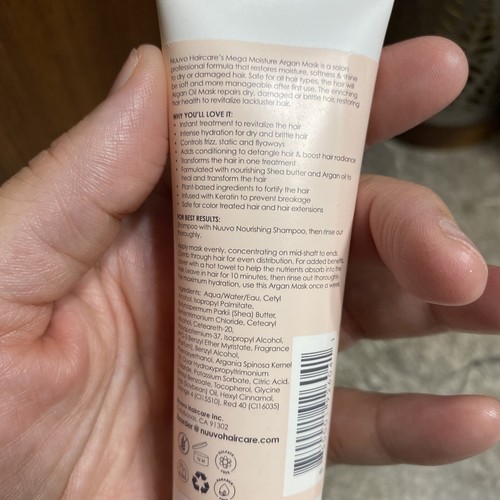 Nuuvo Haircare's Mega Moisture Argan Mask is a salon
professional formula that restores moisture, softness & shine
to dry or damaged hair. Safe for all hair types, the hair will
be soft and more manageable after first use. The enriching
Argan Oil Mask repairs dry, damaged or brittle hair, restoring
hair health to revitalize lackluster hair.
WHY YOU'LL LOVE IT:
• Instant treatment to revitalize the hair
• Intense hydration for dry and brittle hair
• Controls frizz, static and flyaways
• Adds conditioning to detangle hair & boost hair radiance
• Transforms the hair in one treatment
• Formulated with nourishing Shea butter and Argan oil to
heal and transform the hair
• Plant-based ingredients to fortify the hair
• Infused with Keratin to prevent breakage
• Safe for color treated hair and hair extensions
FOR BEST RESULTS:
Shampoo with Nuuvo Nourishing Shampoo, then rinse out
thoroughly.
Apply mask evenly, concentrating on mid-shaft to ends.
Comb through hair for even distribution. For added benefits,
cover with a hot towel to help the nutrients absorb into the
Leave in hair for 10 minutes, then rinse out thoroughly.
maximum hydration, use this Argan Mask once a week.
Ingredients: Aqua/Water/Eau, Cetyl
Alcohol, Isopropyl Palmitate,
Butyrospermum Parkii (Shea) Butter,
Chloride, Cetearyl
Alcohol, Ceteareth-20,
-37, Isopropyl Alcohol,
Benzyl Ether Myristate, Fragrance
Benzyl Alcohol,
Argania Spinosa Kernel
Hydroxypropyltrimonium
Potassium Sorbate, Citric Acid,
Benzoate, Tocopherol, Glycine
(Soybean) Oil, Hexyl Cinnamal,
4 (CI15510), Red 40 (CI16035)
Haircare Inc.
CA 91302
@ nuuvohaircare.com
SULFATE
FREE
PARABEN